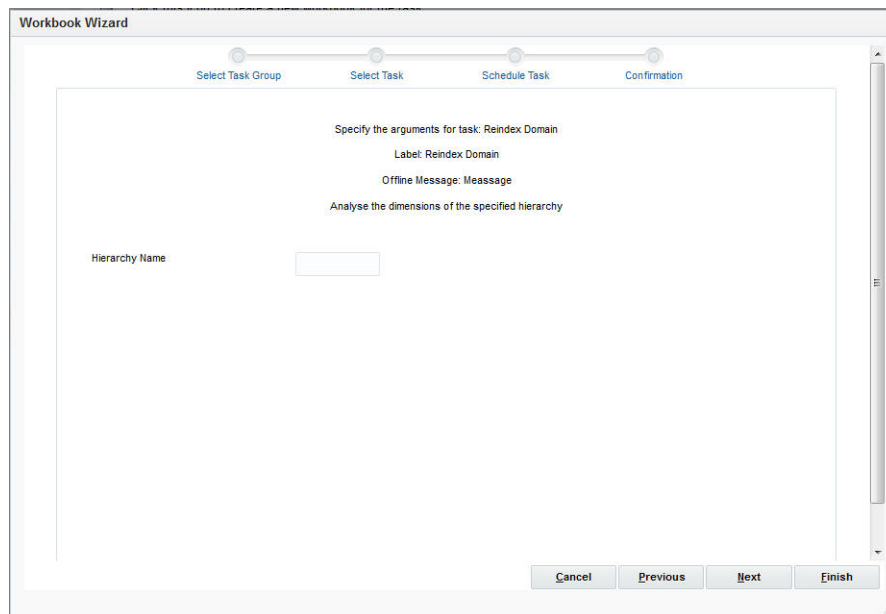 Workbook Wizard
Select Task Group Select Task Schedule Task Confirmation
Specify the arguments for task: Reindex Domain
Label: Reindex Domain
Offline Message: Meassage
Analyse the dimensions of the specified hierarchy
Hierarchy Name
Cancel Previous Next Finish